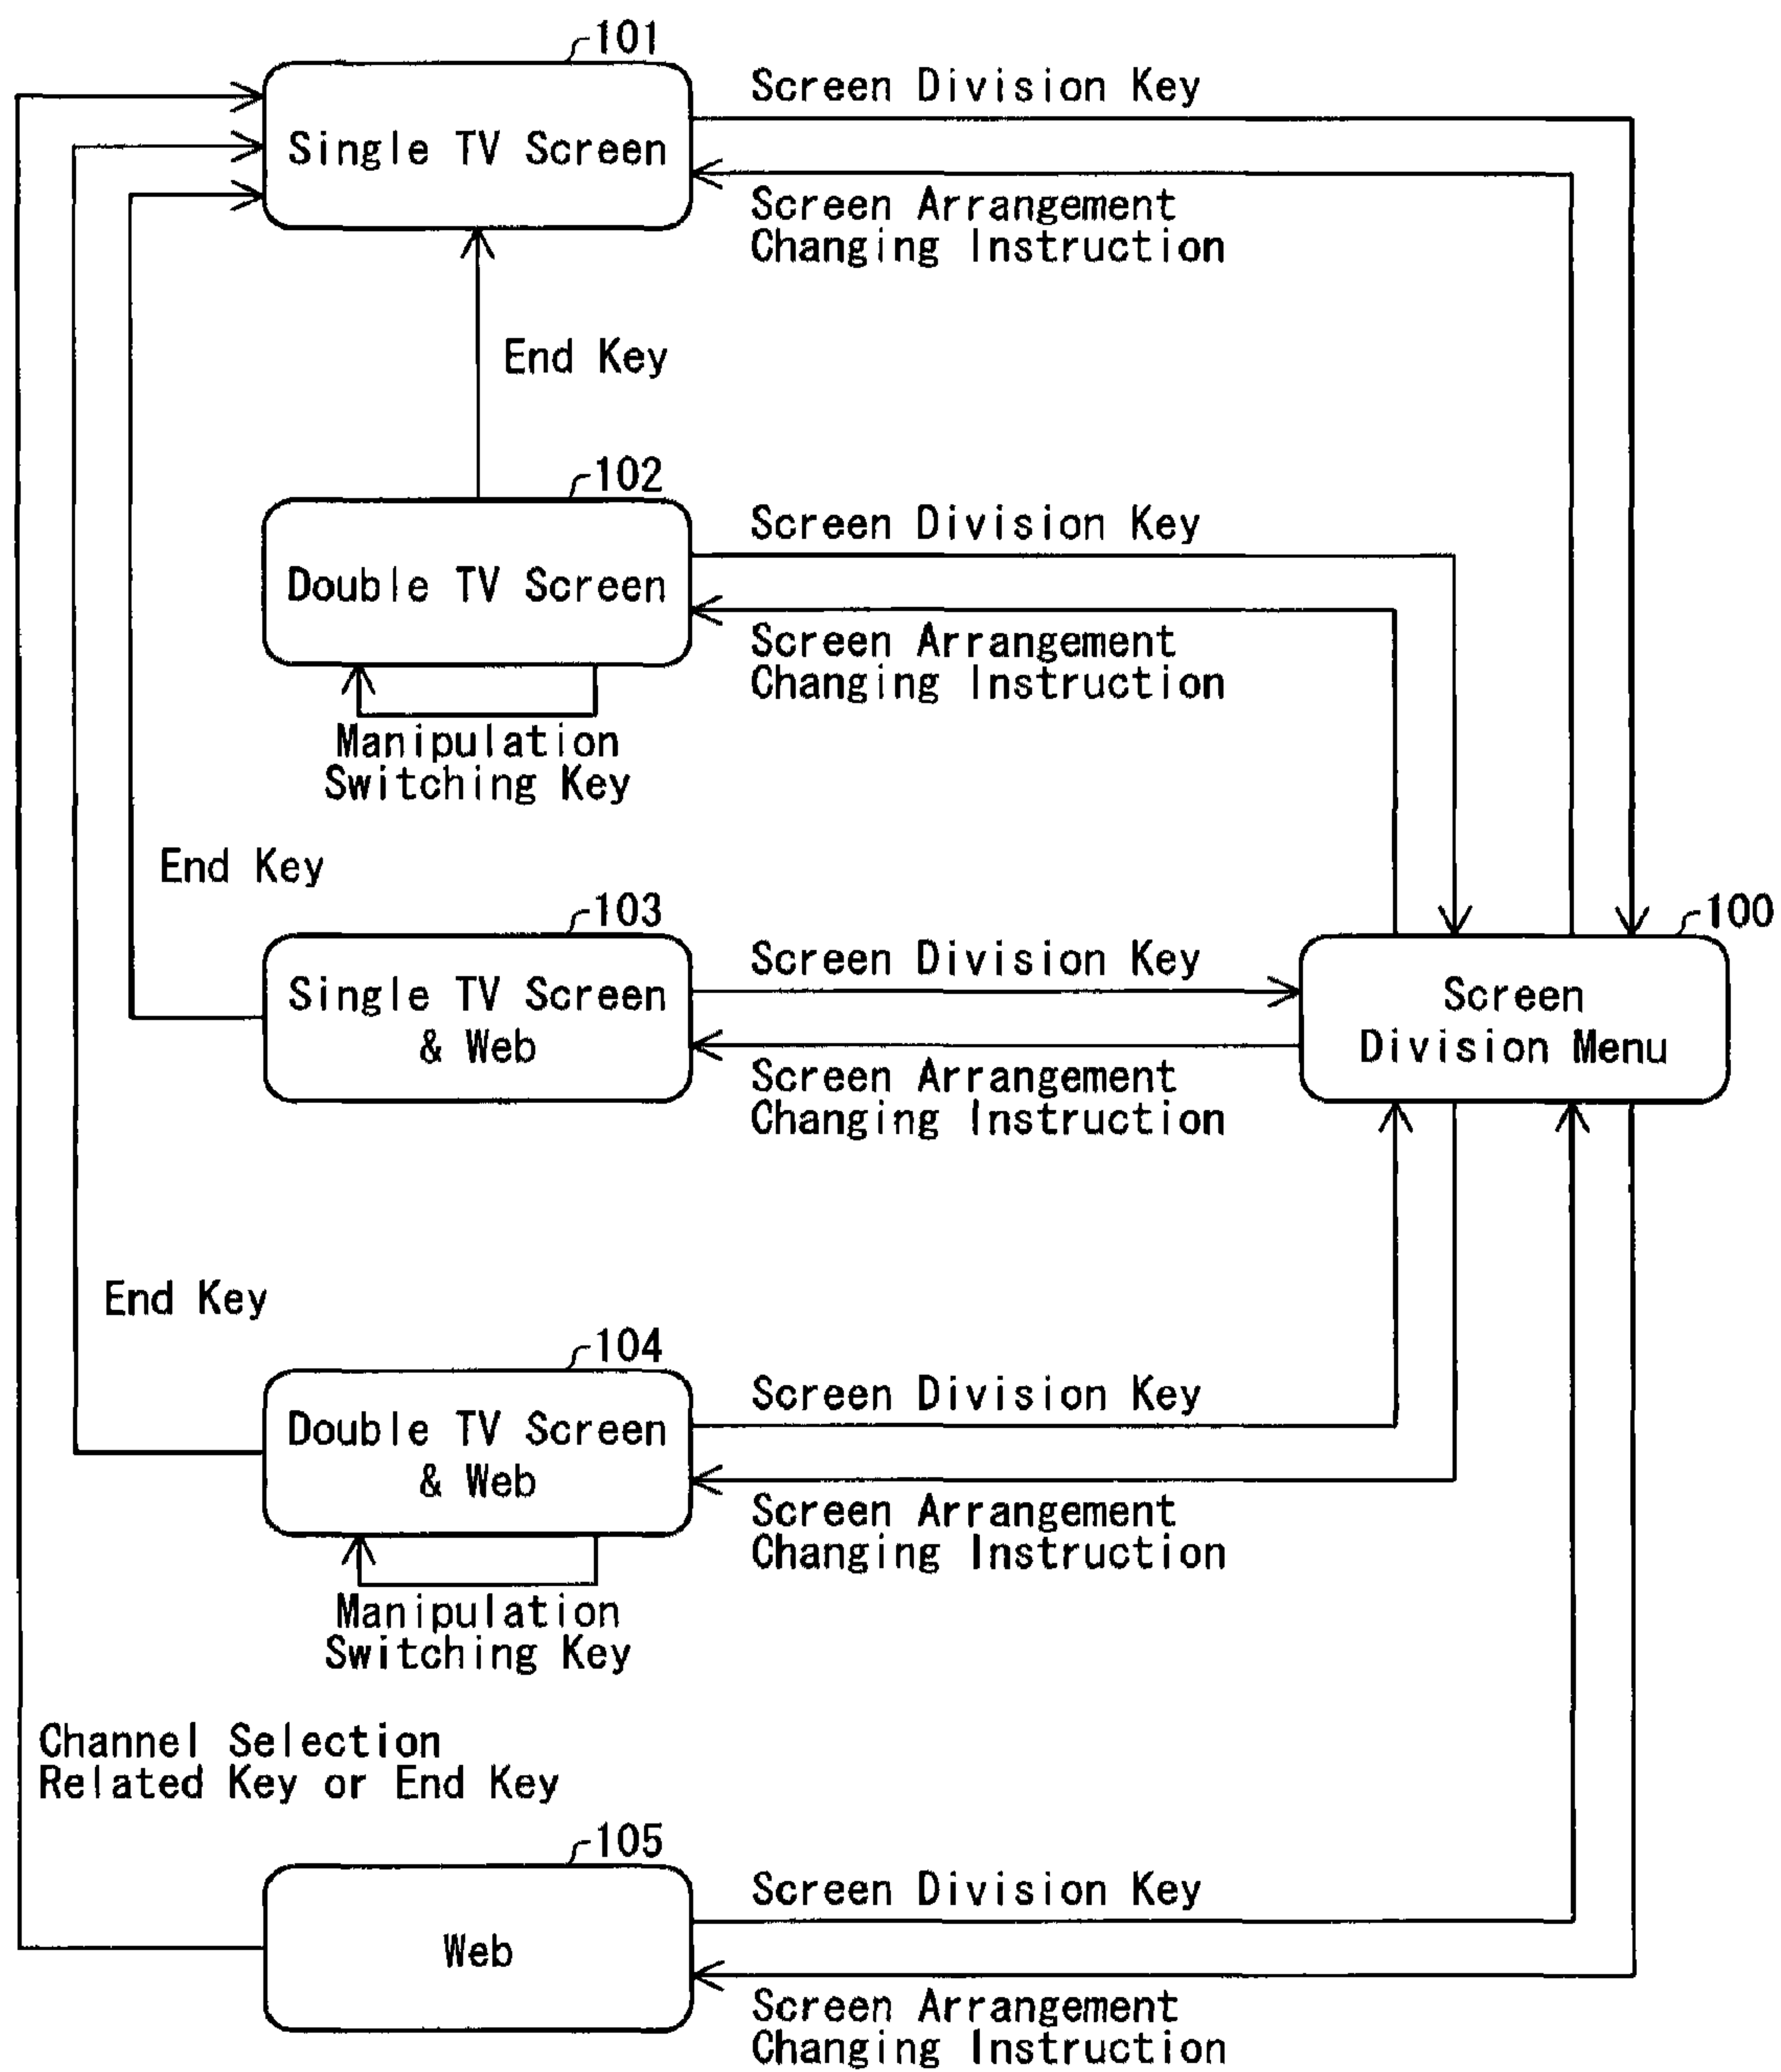 101
Single TV Screen
Screen Division Key
Screen Arrangement
Changing Instruction
End Key
102
Double TV Screen
Screen Division Key
Screen Arrangement
Changing Instruction
Manipulation
Switching Key
End Key
103
Single TV Screen
& Web
Screen Division Key
Screen Arrangement
Changing Instruction
100
Screen
Division Menu
End Key
104
Double TV Screen
& Web
Screen Division Key
Screen Arrangement
Changing Instruction
Manipulation
Switching Key
Channel Selection
Related Key or End Key
105
Web
Screen Division Key
Screen Arrangement
Changing Instruction